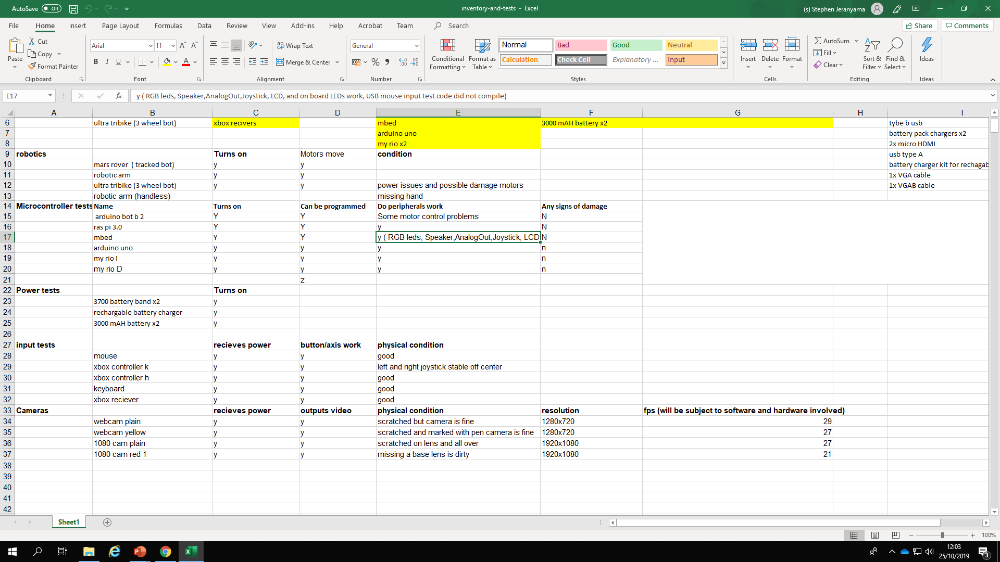 AutoSave Off inventory-and-tests - Excel (s) Stephen Jeranyama
File Home Insert Page Layout Formulas Data Review View Add-ins Help Acrobat Team Search Share Comments
Paste Cut Copy Format Painter Clipboard
Arial 11 A A B I U A Font
ab Wrap Text Merge & Center Alignment
General % Number
Conditional Formatting Format as Table Normal Bad Good Neutral Calculation Check Cell Explanatory ... Input Styles
Insert Delete Format Cells
AutoSum Fill Clear Sort & Filter Find & Select Editing
Ideas Ideas
E17 fx y ( RGB leds, Speaker,AnalogOut,Joystick, LCD, and on board LEDs work, USB mouse input test code did not compile)
A B C D E F G H I
6 ultra tribike (3 wheel bot) xbox recivers mbed 3000 mAH battery x2 tybe b usb
7 arduino uno battery pack chargers x2
8 my rio x2 2x micro HDMI
9 robotics Turns on Motors move condition usb type A
10 mars rover ( tracked bot) y y battery charger kit for rechagab
11 robotic arm y y 1x VGA cable
12 ultra tribike (3 wheel bot) y y power issues and possible damage motors 1x VGAB cable
13 robotic arm (handless) missing hand
14 Microcontroller tests Name Turns on Can be programmed Do peripherals work Any signs of damage
15 arduino bot b 2 Y Y Some motor control problems N
16 ras pi 3.0 Y Y y N
17 mbed Y Y y ( RGB leds, Speaker,AnalogOut,Joystick, LCD N
18 arduino uno y y y n
19 my rio I y y y n
20 my rio D y y y n
21 z
22 Power tests Turns on
23 3700 battery band x2 y
24 rechargable battery charger y
25 3000 mAH battery x2 y
26
27 input tests recieves power button/axis work physical condition
28 mouse y y good
29 xbox controller k y y left and right joystick stable off center
30 xbox controller h y y good
31 keyboard y y good
32 xbox reciever y y good
33 Cameras recieves power outputs video physical condition resolution fps (will be subject to software and hardware involved)
34 webcam plain y y scratched but camera is fine 1280x720 29
35 webcam yellow y y scratched and marked with pen camera is fine 1280x720 27
36 1080 cam plain y y scratched on lens and all over 1920x1080 27
37 1080 cam red 1 y y missing a base lens is dirty 1920x1080 21
38
39
40
41
42
Sheet1
100%
12:03
25/10/2019
3